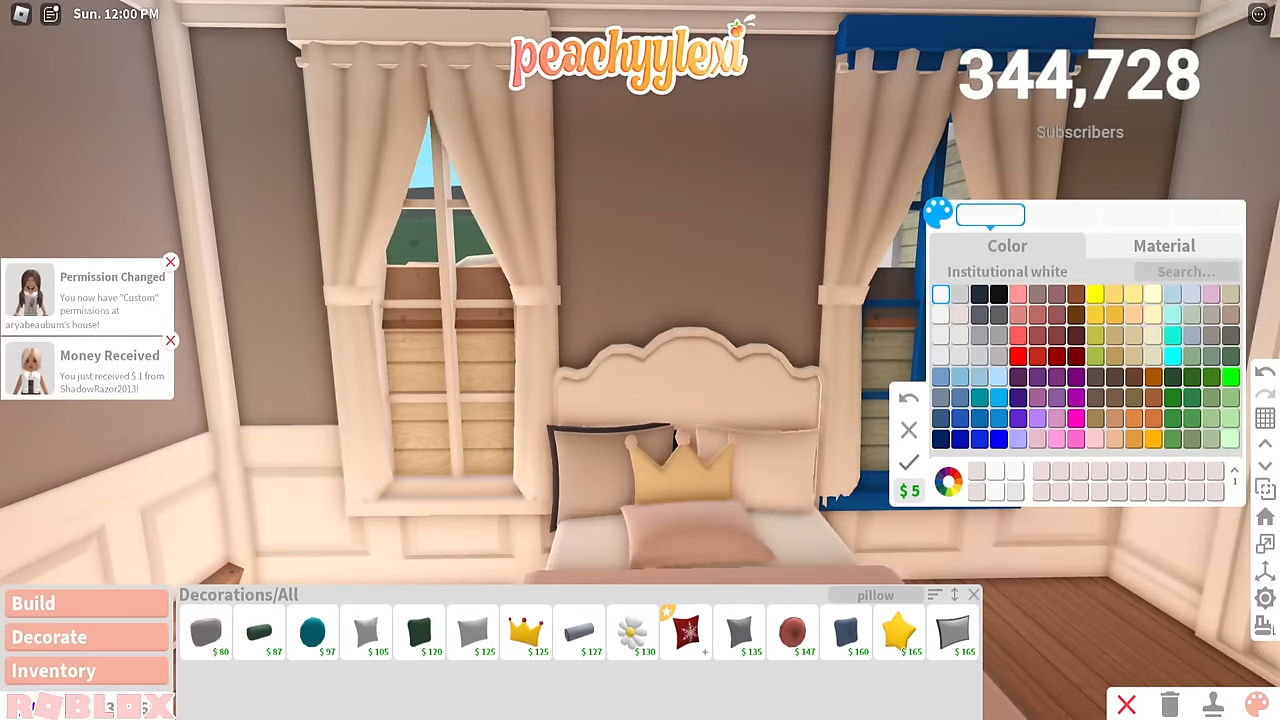 Sun. 12:00 PM
peachyylexi
344,728
Subscribers
Permission Changed
You now have "Custom"
permissions at
aryabeaubum's house!
Money Received
You just received $ 1 from
ShadowRazor2013!
Color
Material
Institutional white
Search...
$ 5
1
Build
Decorate
Inventory
ROBLOX
Decorations/All
pillow
$ 80
$ 87
$ 97
$ 105
$ 120
$ 125
$ 125
$ 127
$ 130
+
$ 135
$ 147
$ 160
$ 165
$ 165